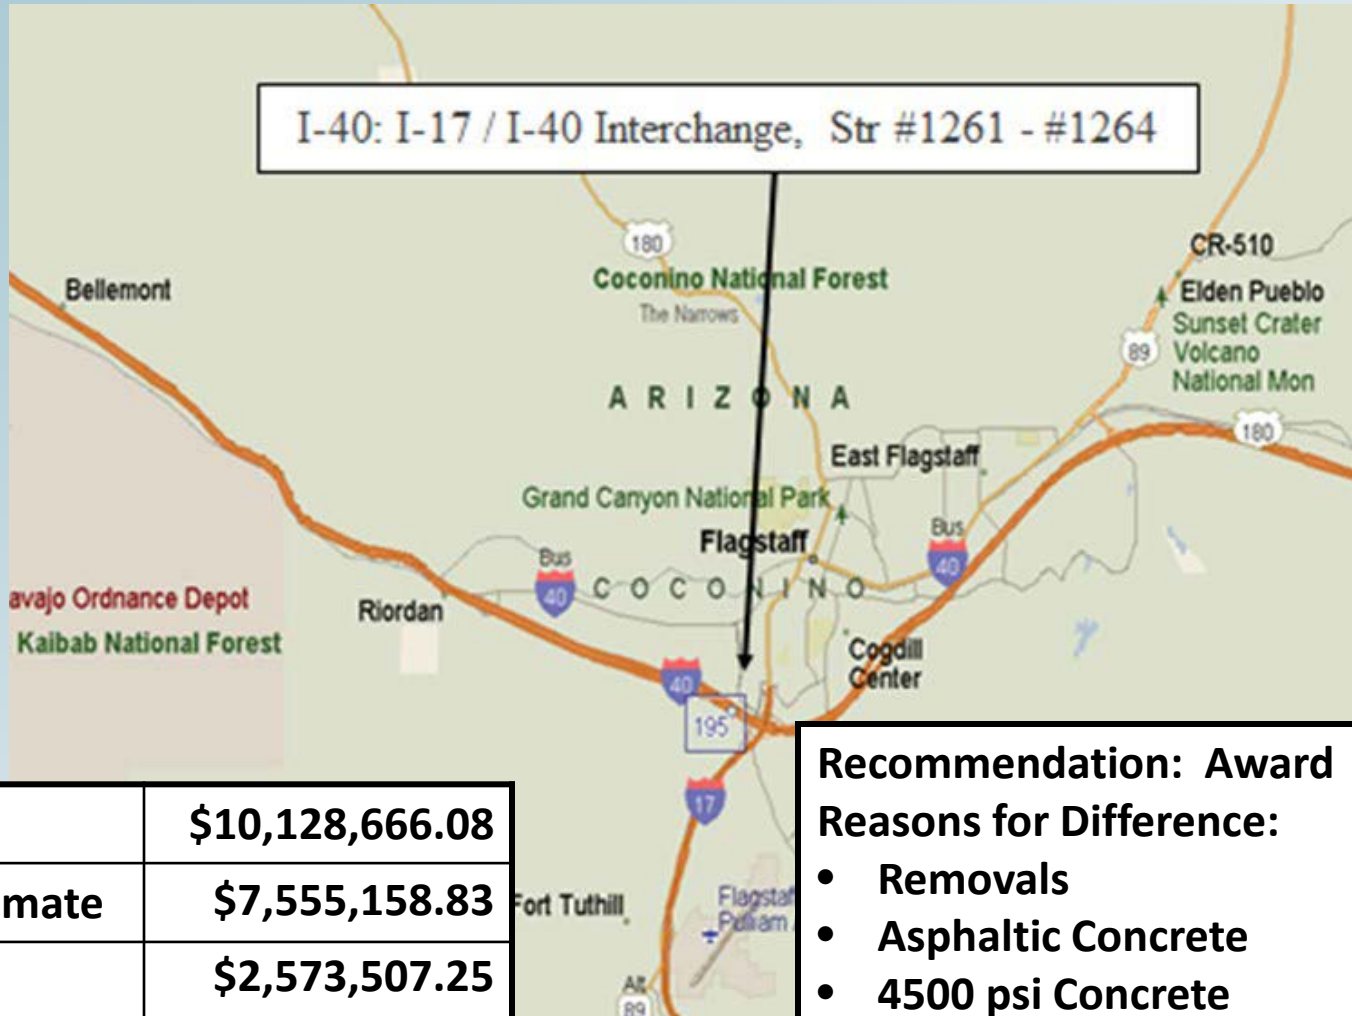 I-40: I-17 / I-40 Interchange, Str #1261 - #1264
180
CR-510
Coconino National Forest
Bellemont
Elden Pueblo
The Narrows
Sunset Crater
89
Volcano
National Mon
ARIZONA
180
East Flagstaff
Grand Canyon National Park
Bus
40
Flagstaff
Bus
40
COCONINO
avajo Ordnance Depot
Riordan
Kaibab National Forest
Cogdill
Center
40
195
17
Fort Tuthill
Flagstaf
Alt
89
$10,128,666.08
mate
$7,555,158.83
$2,573,507.25
Recommendation: Award
Reasons for Difference:
• Removals
• Asphaltic Concrete
• 4500 psi Concrete